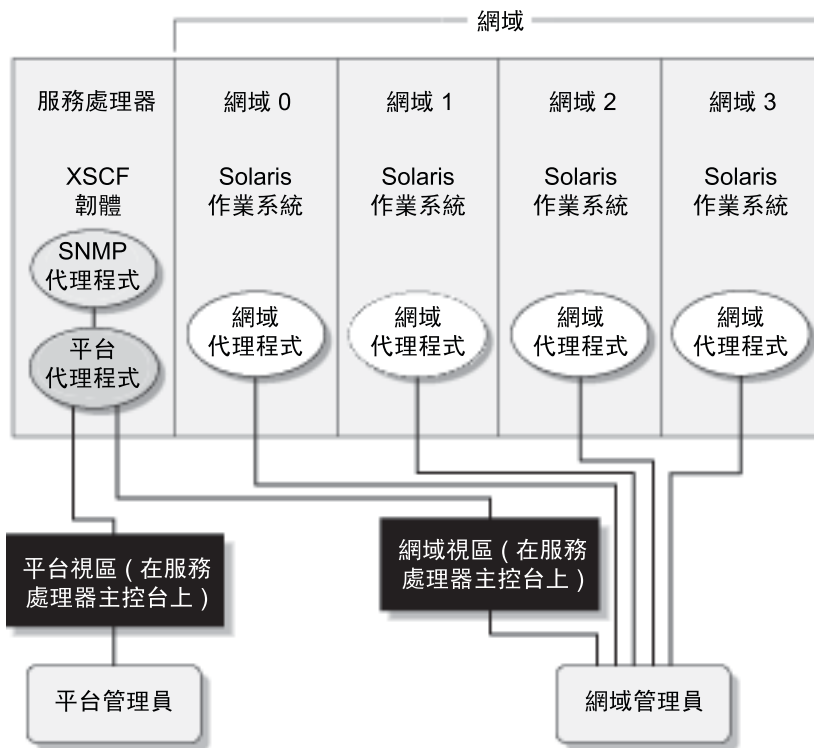 網域
服務處理器
網域 0
網域 1
網域 2
網域 3
XSCF
韌體
Solaris
作業系統
Solaris
作業系統
Solaris
作業系統
Solaris
作業系統
SNMP
代理程式
平台
代理程式
網域
代理程式
網域
代理程式
網域
代理程式
網域
代理程式
平台視區 ( 在服務
處理器主控台上 )
網域視區 ( 在服務
處理器主控台上 )
平台管理員
網域管理員